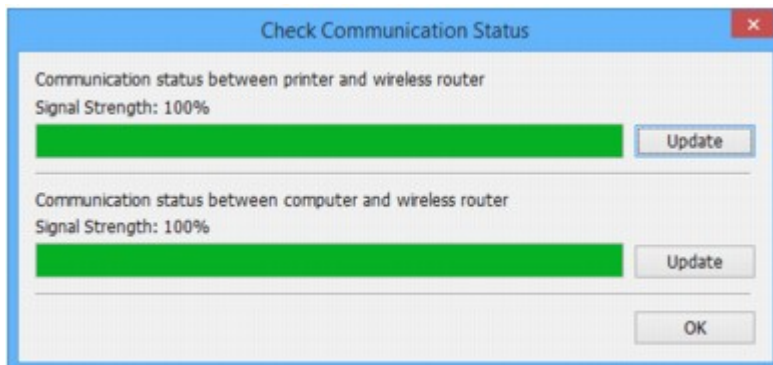 Check Communication Status
Communication status between printer and wireless router
Signal Strength: 100%
Update
Communication status between computer and wireless router
Signal Strength: 100%
Update
OK